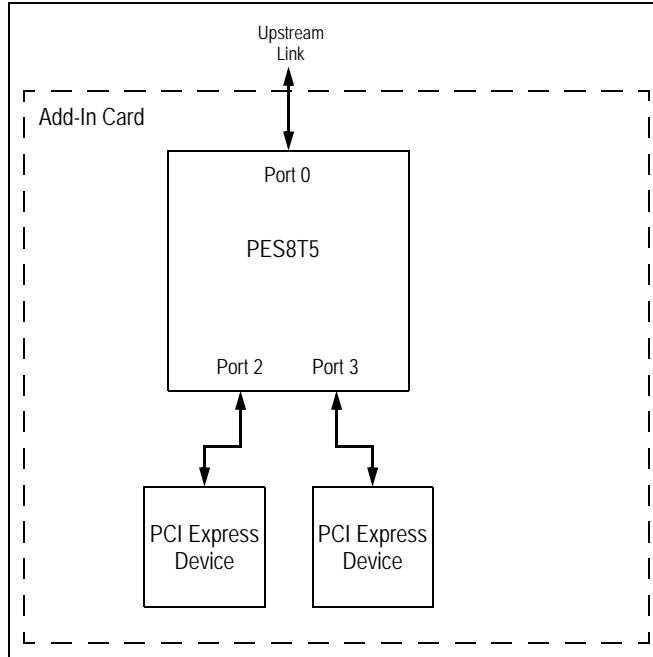 Upstream
Link
Add-In Card
Port 0
PES8T5
Port 2
Port 3
PCI Express
Device
PCI Express
Device